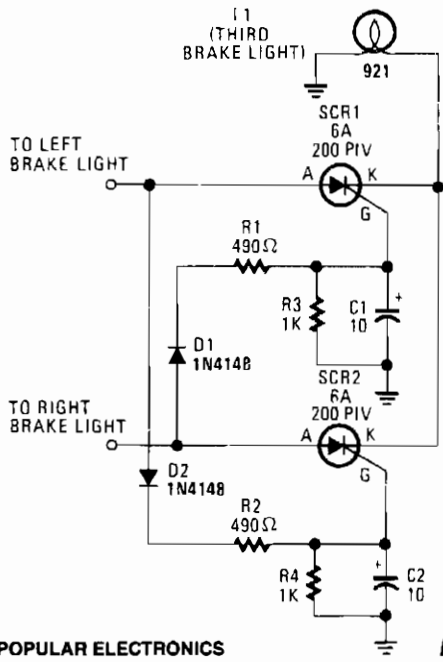 I1
(THIRD
BRAKE LIGHT)
921
SCR1
6A
200 PIV
TO LEFT
BRAKE LIGHT
A
K
G
R1
490Ω
R3
1K
C1
10
+
D1
1N4148
SCR2
6A
200 PIV
TO RIGHT
BRAKE LIGHT
A
K
G
D2
1N4148
R2
490Ω
R4
1K
+
C2
10
POPULAR ELECTRONICS